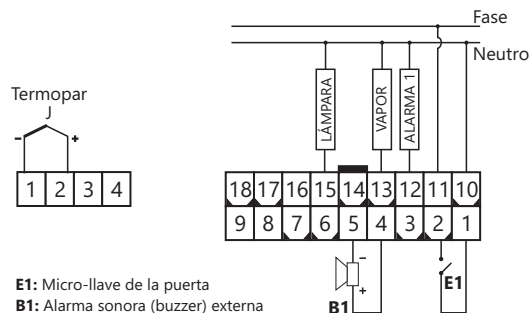 Fase
Neutro
Termopar
J
- +
1 2 3 4
LÁMPARA
VAPOR
ALARMA 1
18 17 16 15 14 13 12 11 10
9 8 7 6 5 4 3 2 1
-
+
B1
E1
E1: Micro-llave de la puerta
B1: Alarma sonora (buzzer) externa